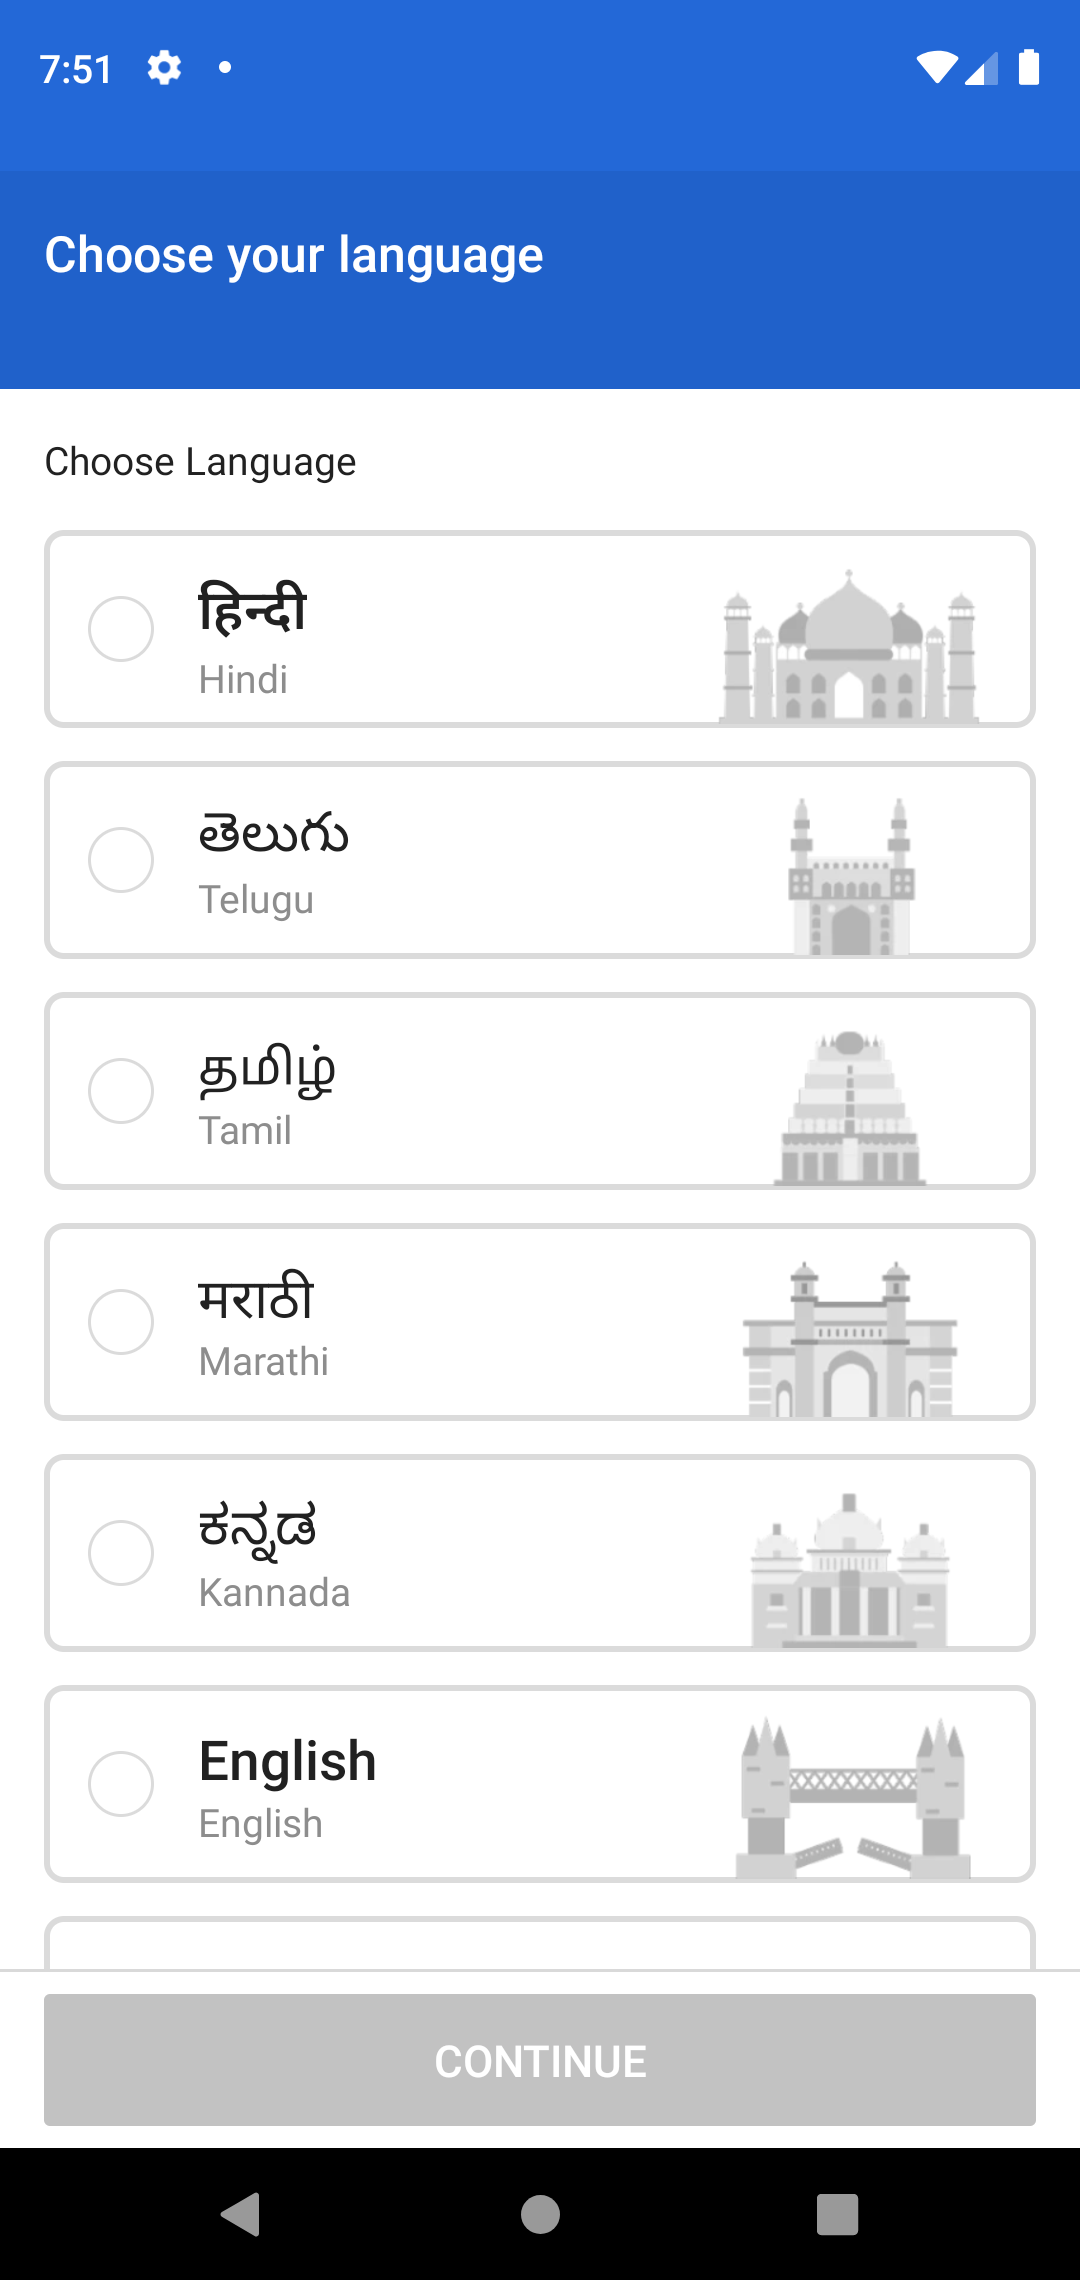 7:51
Choose your language
Choose Language
हिन्दी
Hindi
తెలుగు
Telugu
தமிழ்
Tamil
मराठी
Marathi
ಕನ್ನಡ
Kannada
English
English
CONTINUE